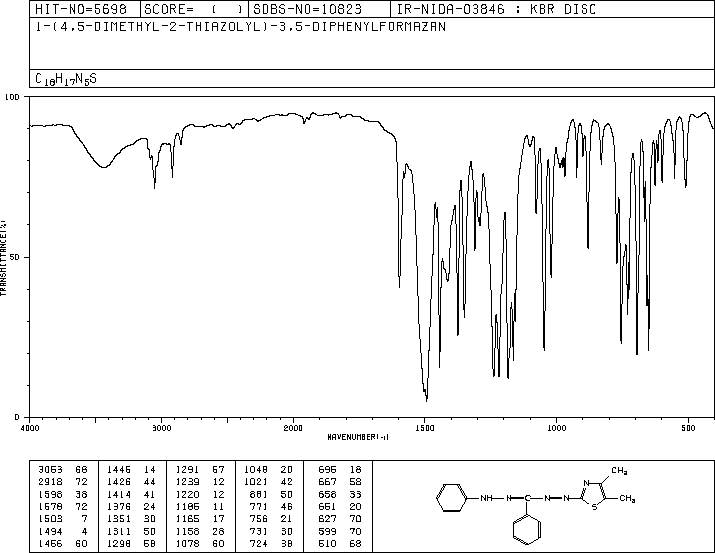 HIT-NO=5698 SCORE= ( ) SDBS-NO=10823 IR-NIDA-03846 : KBR DISC
1-(4,5-DIMETHYL-2-THIAZOLYL)-3,5-DIPHENYLFORMAZAN
C18H17N5S
100
50
0
TRANSMITTANCE(%)
4000 3000 2000 1500 1000 500
WAVENUMBER(-1)
3053 68 1445 14 1291 57 1048 20 695 18
2918 72 1426 44 1239 12 1021 42 667 58
1598 38 1414 41 1220 12 881 50 658 33
1578 72 1376 24 1185 11 771 46 651 20
1503 7 1351 30 1165 17 756 21 627 70
1494 4 1311 50 1158 28 731 30 599 70
1456 60 1298 58 1078 60 724 38 510 68
CH3
N
NH N C N N
S
CH3